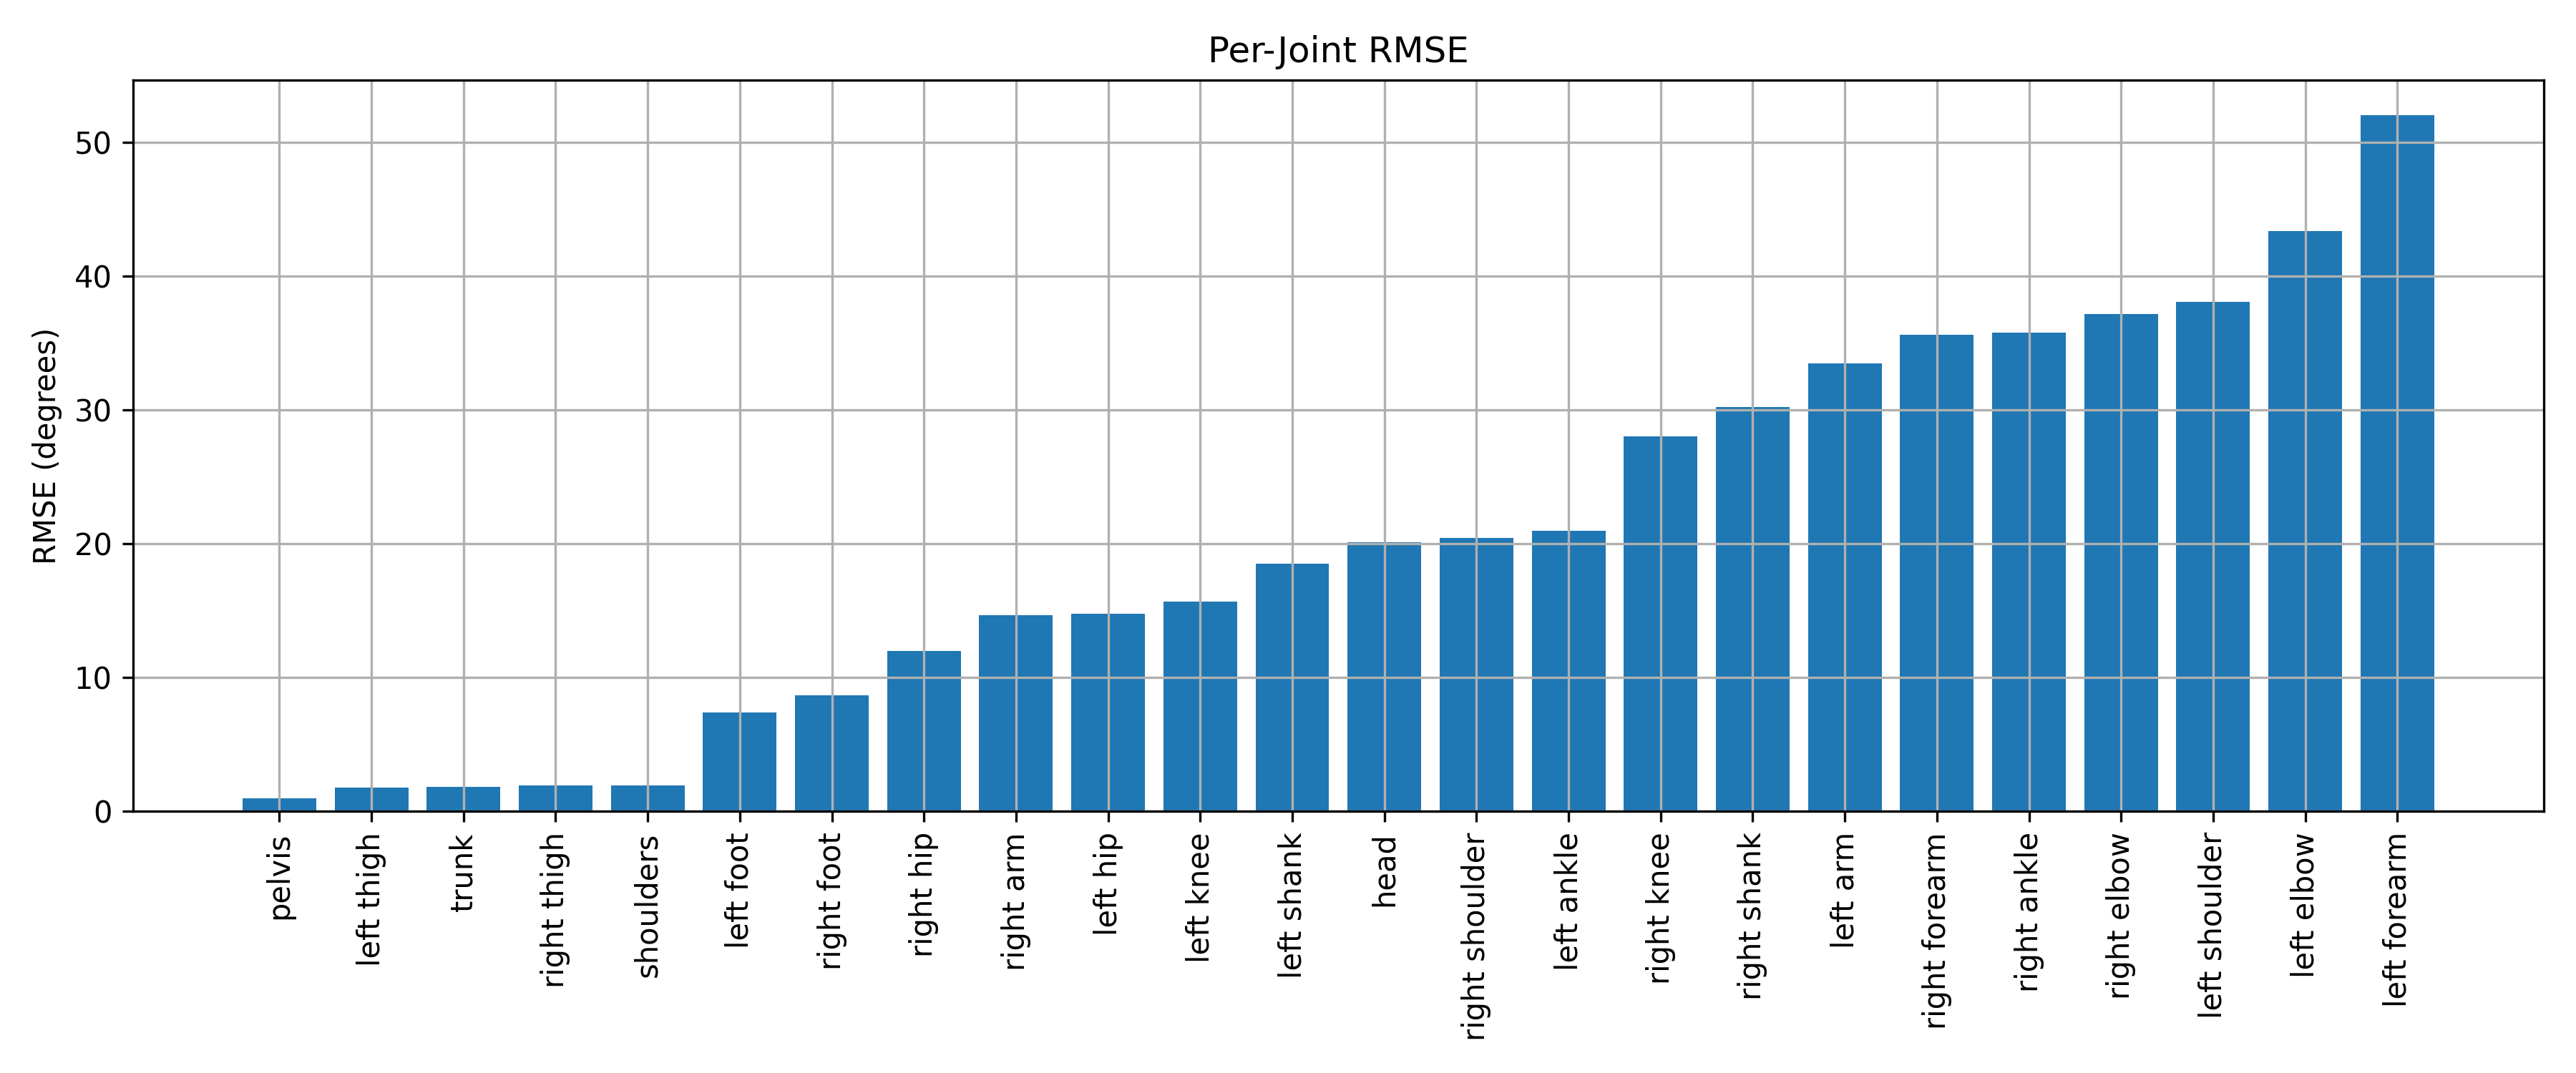 Per-Joint RMSE
RMSE (degrees)
50
40
30
20
10
0
pelvis
left thigh
trunk
right thigh
shoulders
left foot
right foot
right hip
right arm
left hip
left knee
left shank
head
right shoulder
left ankle
right knee
right shank
left arm
right forearm
right ankle
right elbow
left shoulder
left elbow
left forearm